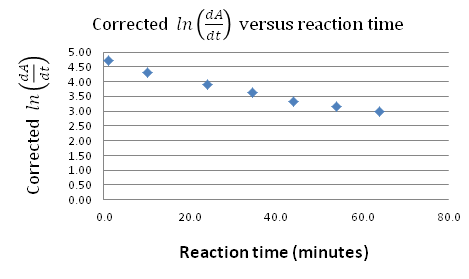 Corrected ln(dA/dt) versus reaction time
Corrected ln(dA/dt)
5.00
4.50
4.00
3.50
3.00
2.50
2.00
1.50
1.00
0.50
0.00
0.0 20.0 40.0 60.0 80.0
Reaction time (minutes)